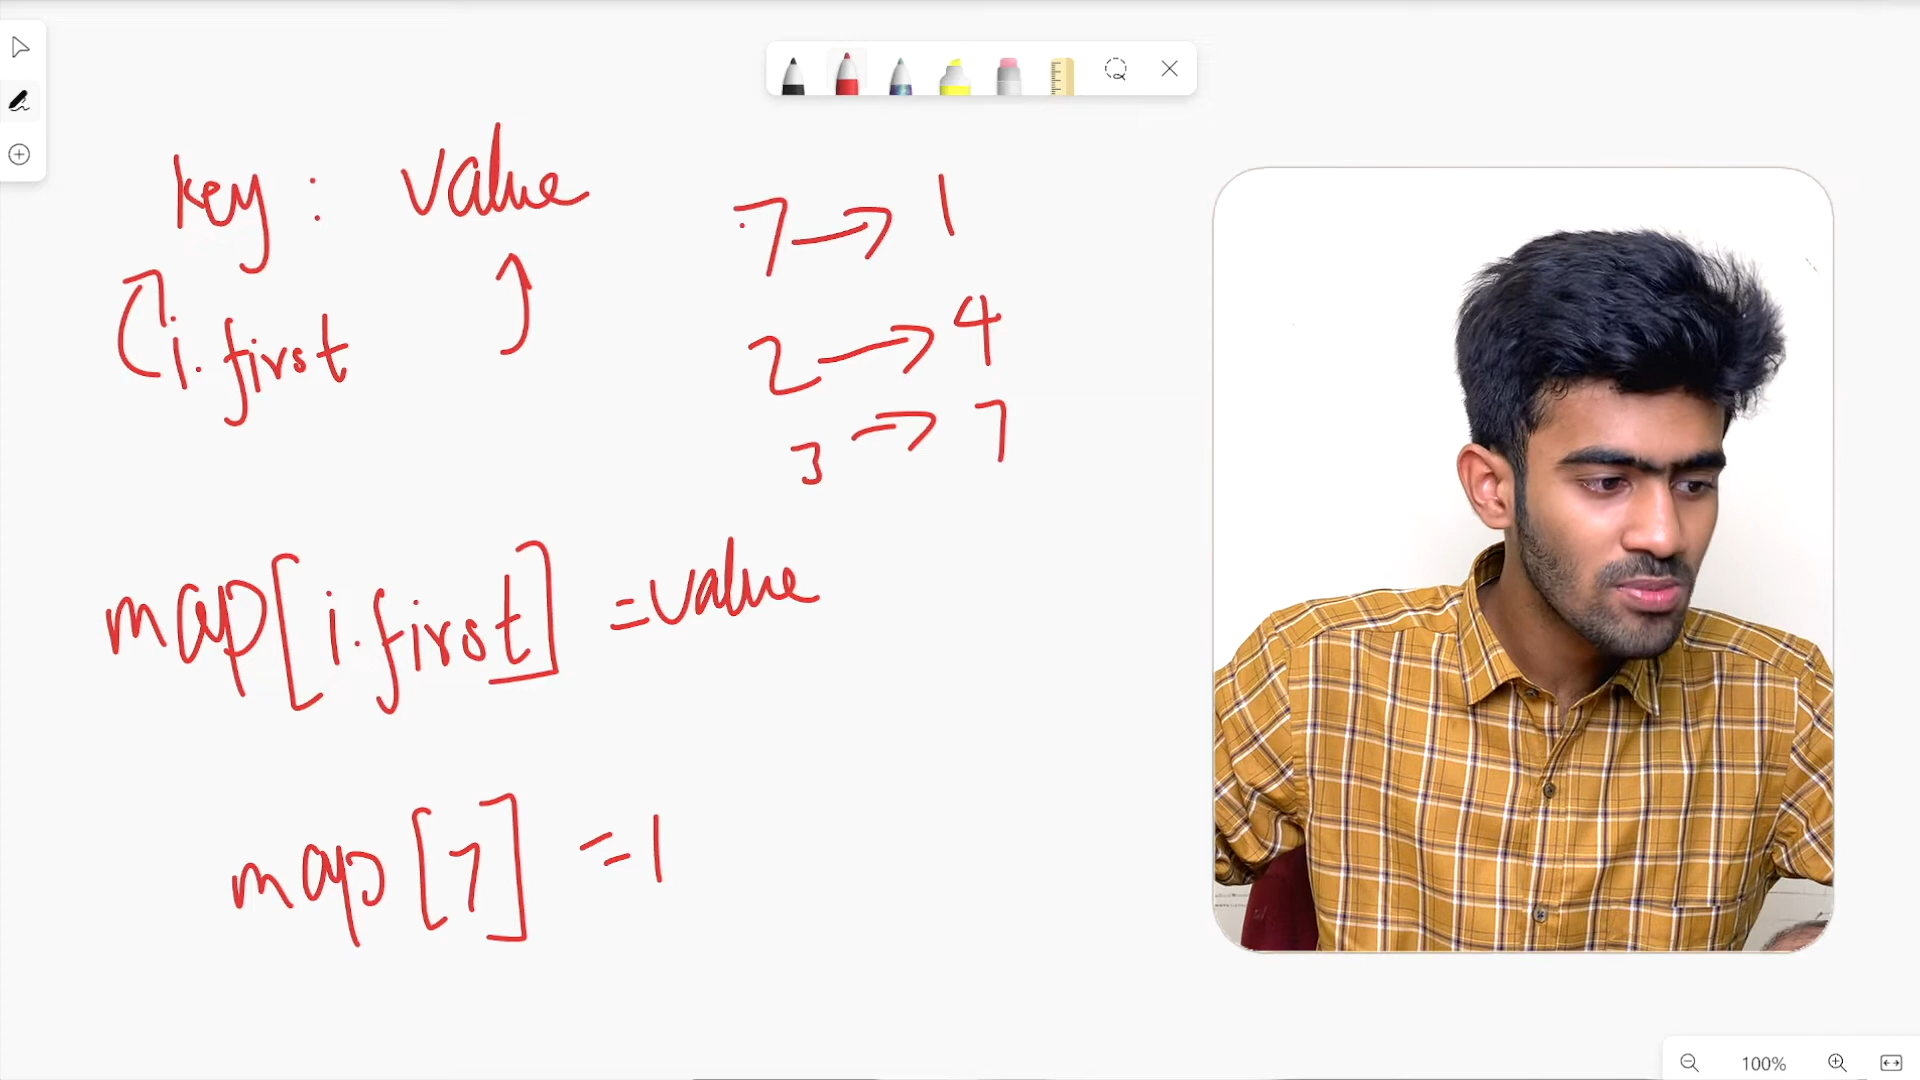 key : value
i.first
7 → 1
2 → 4
3 → 7
map[i.first] = value
map[7] = 1
100%